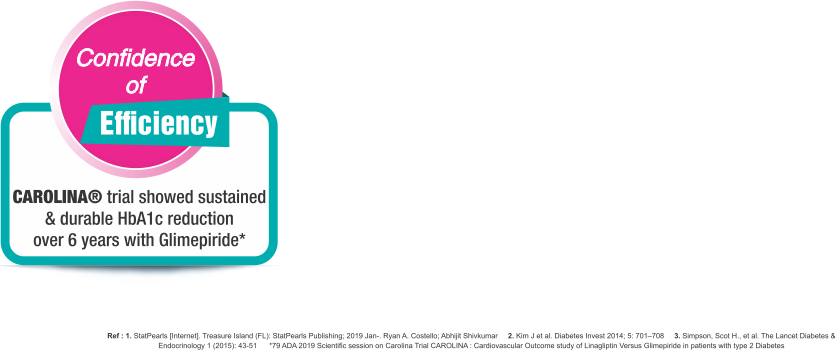 Confidence
of
Efficiency
CAROLINA® trial showed sustained
& durable HbA1c reduction
over 6 years with Glimepiride*
Ref : 1. StatPearls [Internet]. Treasure Island (FL): StatPearls Publishing; 2019 Jan-. Ryan A. Costello; Abhijit Shivkumar 2. Kim J et al. Diabetes Invest 2014; 5: 701–708 3. Simpson, Scot H., et al. The Lancet Diabetes &
Endocrinology 1 (2015): 43-51 *79 ADA 2019 Scientific session on Carolina Trial CAROLINA : Cardiovascular Outcome study of Linagliptin Versus Glimepiride in patients with type 2 Diabetes